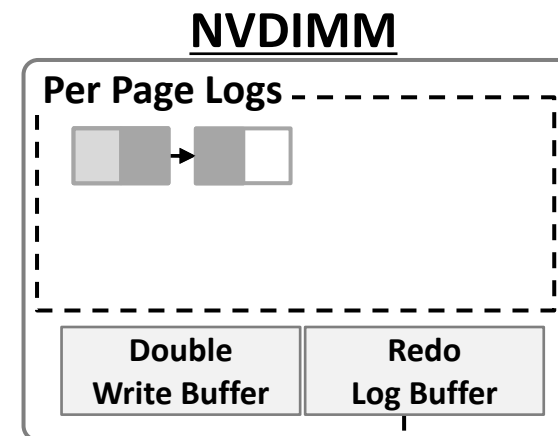 NVDIMM
Per Page Logs
Double
Write Buffer
Redo
Log Buffer